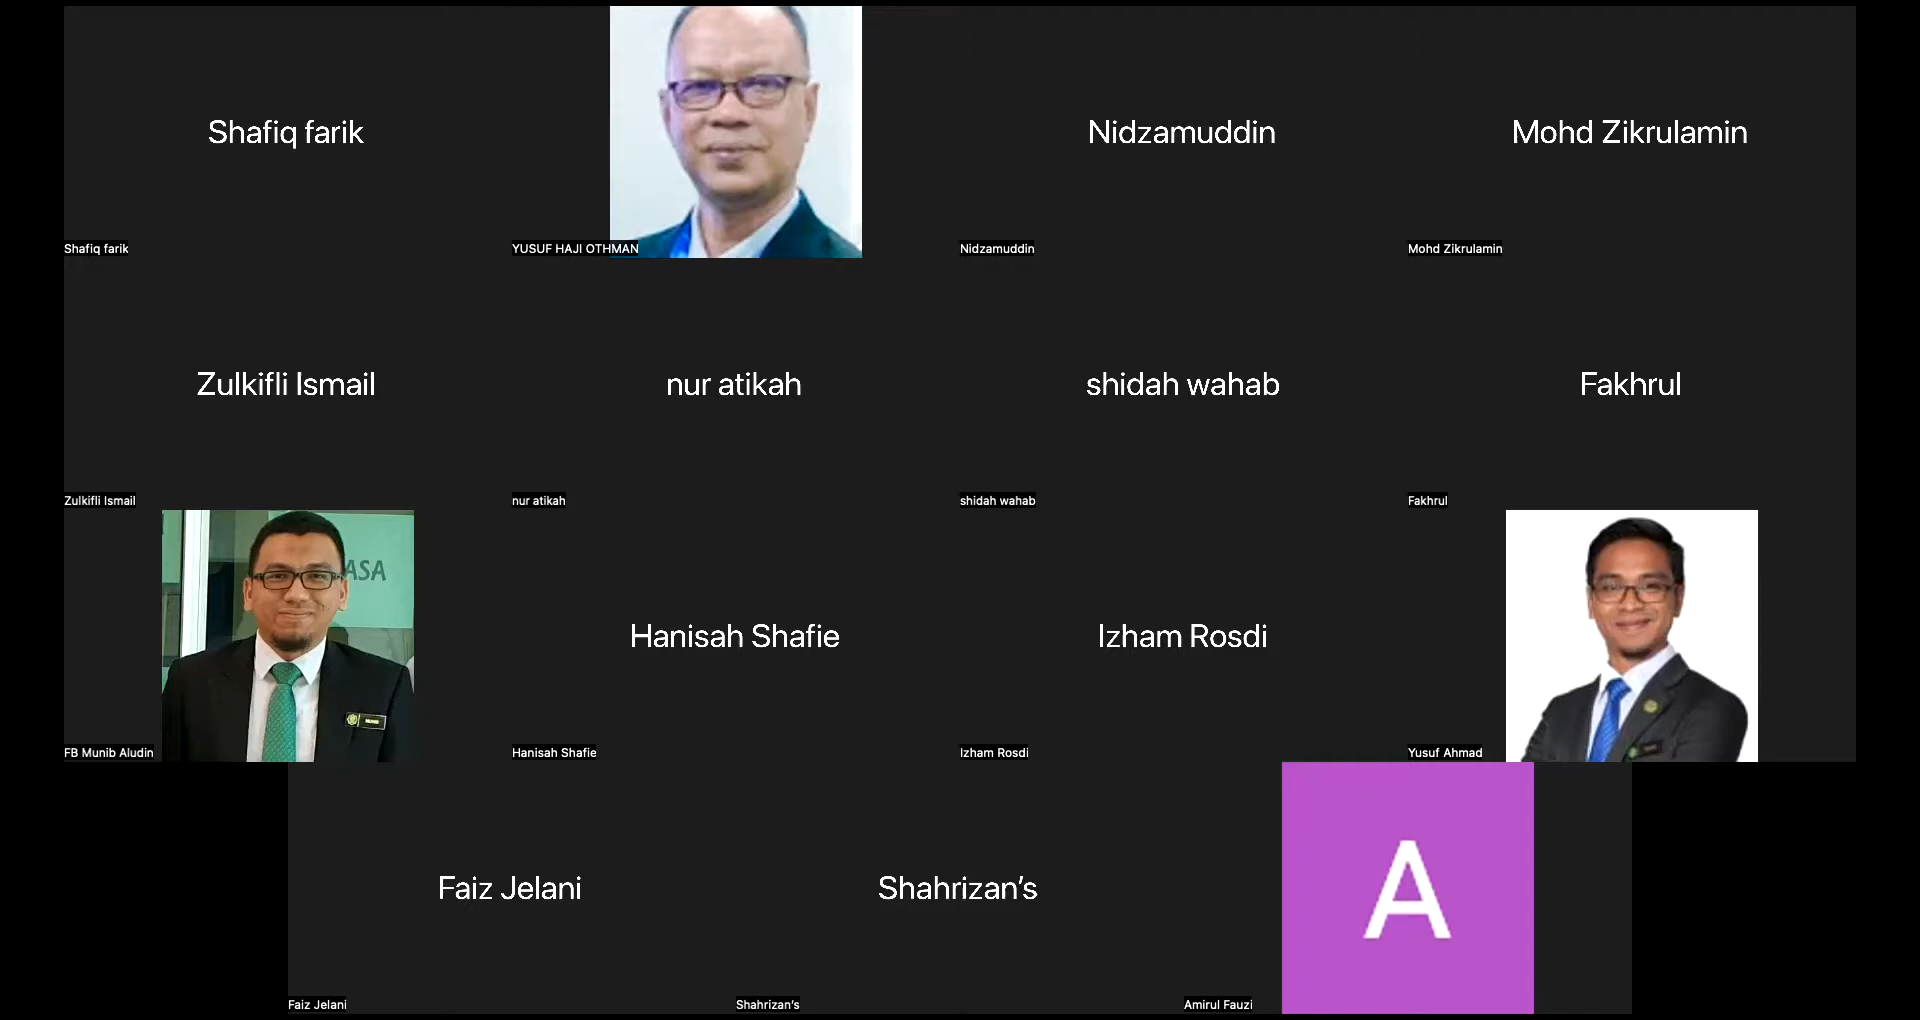 Shafiq farik
Nidzamuddin
Mohd Zikrulamin
Shafiq farik
YUSUF HAJI OTHMAN
Nidzamuddin
Mohd Zikrulamin
Zulkifli Ismail
nur atikah
shidah wahab
Fakhrul
Zulkifli Ismail
nur atikah
shidah wahab
Fakhrul
ASA
Hanisah Shafie
Izham Rosdi
FB Munib Aludin
Hanisah Shafie
Izham Rosdi
Yusuf Ahmad
Faiz Jelani
Shahrizan’s
A
Faiz Jelani
Shahrizan’s
Amirul Fauzi